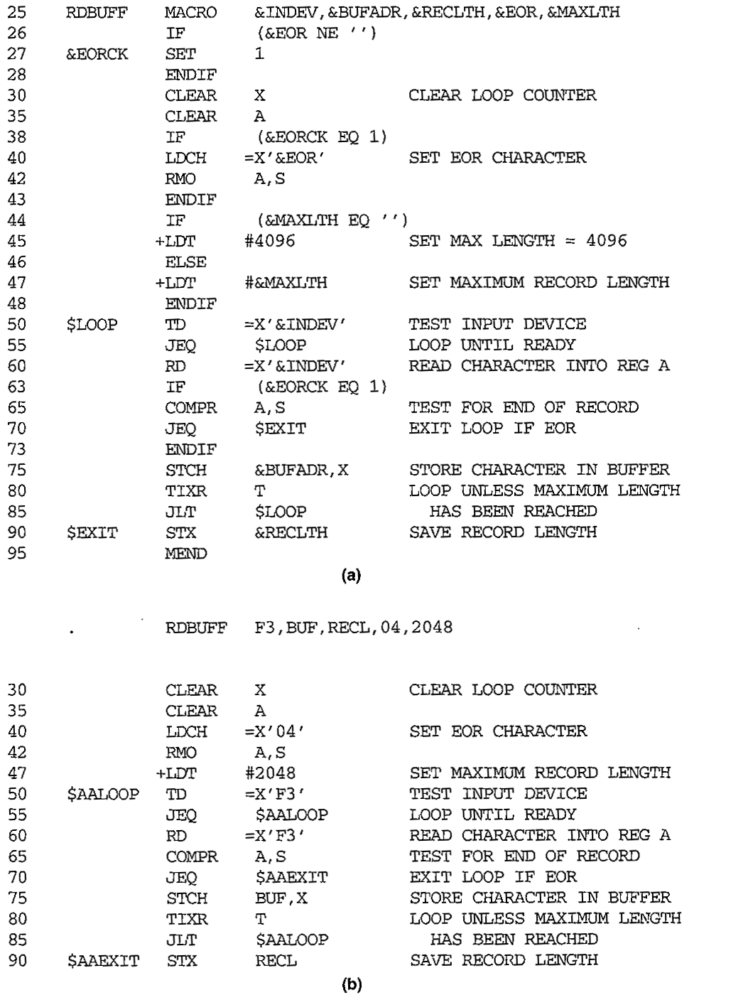 25 RDBUFF MACRO &INDEV,&BUFADR,&RECLTH,&EOR,&MAXLTH
26 IF (&EOR NE '')
27 &EORCK SET 1
28 ENDIF
30 CLEAR X CLEAR LOOP COUNTER
35 CLEAR A
38 IF (&EORCK EQ 1)
40 LDCH =X'&EOR' SET EOR CHARACTER
42 RMO A,S
43 ENDIF
44 IF (&MAXLTH EQ '')
45 +LDT #4096 SET MAX LENGTH = 4096
46 ELSE
47 +LDT #&MAXLTH SET MAXIMUM RECORD LENGTH
48 ENDIF
50 $LOOP TD =X'&INDEV' TEST INPUT DEVICE
55 JEQ $LOOP LOOP UNTIL READY
60 RD =X'&INDEV' READ CHARACTER INTO REG A
63 IF (&EORCK EQ 1)
65 COMPR A,S TEST FOR END OF RECORD
70 JEQ $EXIT EXIT LOOP IF EOR
73 ENDIF
75 STCH &BUFADR,X STORE CHARACTER IN BUFFER
80 TIXR T LOOP UNLESS MAXIMUM LENGTH
85 JLT $LOOP HAS BEEN REACHED
90 $EXIT STX &RECLTH SAVE RECORD LENGTH
95 MEND
(a)
. RDBUFF F3,BUF,RECL,04,2048
30 CLEAR X CLEAR LOOP COUNTER
35 CLEAR A
40 LDCH =X'04' SET EOR CHARACTER
42 RMO A,S
47 +LDT #2048 SET MAXIMUM RECORD LENGTH
50 $AALOOP TD =X'F3' TEST INPUT DEVICE
55 JEQ $AALOOP LOOP UNTIL READY
60 RD =X'F3' READ CHARACTER INTO REG A
65 COMPR A,S TEST FOR END OF RECORD
70 JEQ $AAEXIT EXIT LOOP IF EOR
75 STCH BUF,X STORE CHARACTER IN BUFFER
80 TIXR T LOOP UNLESS MAXIMUM LENGTH
85 JLT $AALOOP HAS BEEN REACHED
90 $AAEXIT STX RECL SAVE RECORD LENGTH
(b)